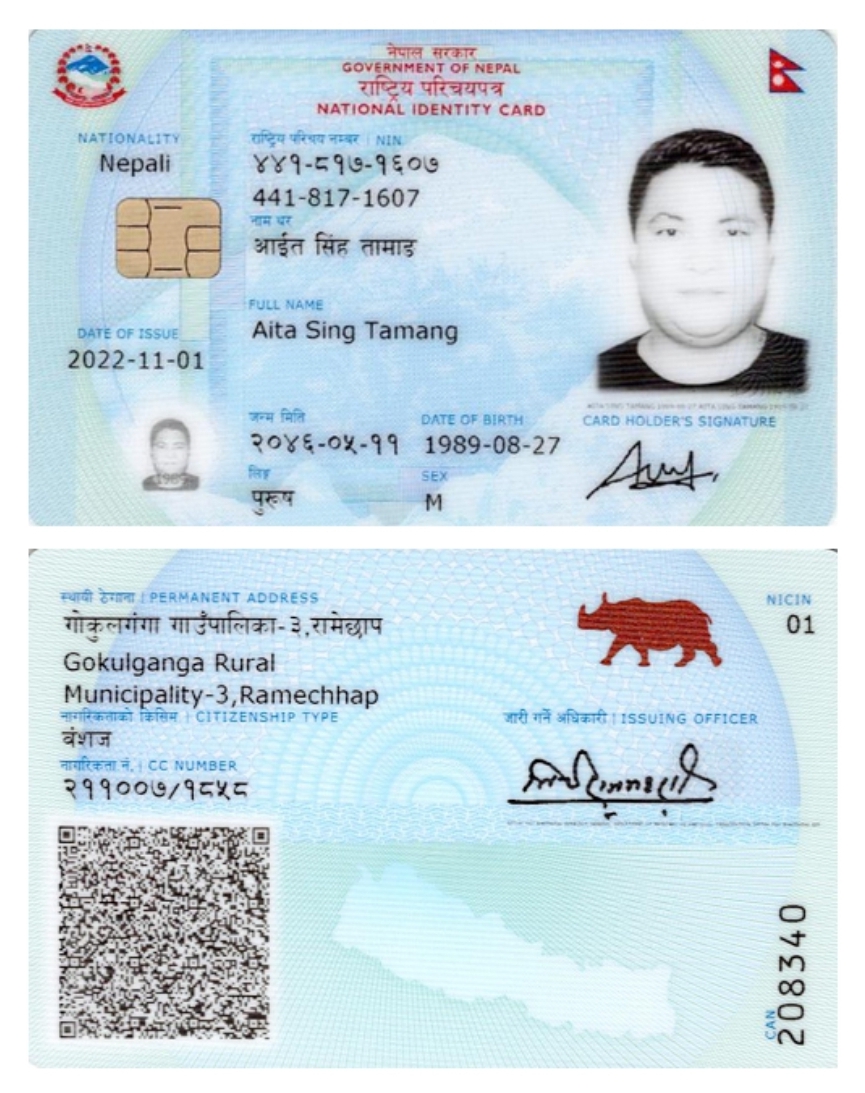 नेपाल सरकार
GOVERNMENT OF NEPAL
राष्ट्रिय परिचयपत्र
NATIONAL IDENTITY CARD
NATIONALITY
Nepali
राष्ट्रिय परिचय नम्बर | NIN
४४१-८१७-१६०७
441-817-1607
नाम थर
आईत सिंह तामाङ
FULL NAME
Aita Sing Tamang
DATE OF ISSUE
2022-11-01
जन्म मिति
२०४६-०५-११
DATE OF BIRTH
1989-08-27
लिङ्ग
पुरूष
SEX
M
CARD HOLDER'S SIGNATURE
स्थायी ठेगाना | PERMANENT ADDRESS
गोकुलगंगा गाउँपालिका-३,रामेछाप
Gokulganga Rural
Municipality-3,Ramechhap
नागरिकताको किसिम | CITIZENSHIP TYPE
वंशज
नागरिकता नं. | CC NUMBER
२११००७/१८५८
NICIN
01
जारी गर्ने अधिकारी | ISSUING OFFICER
CAN
208340